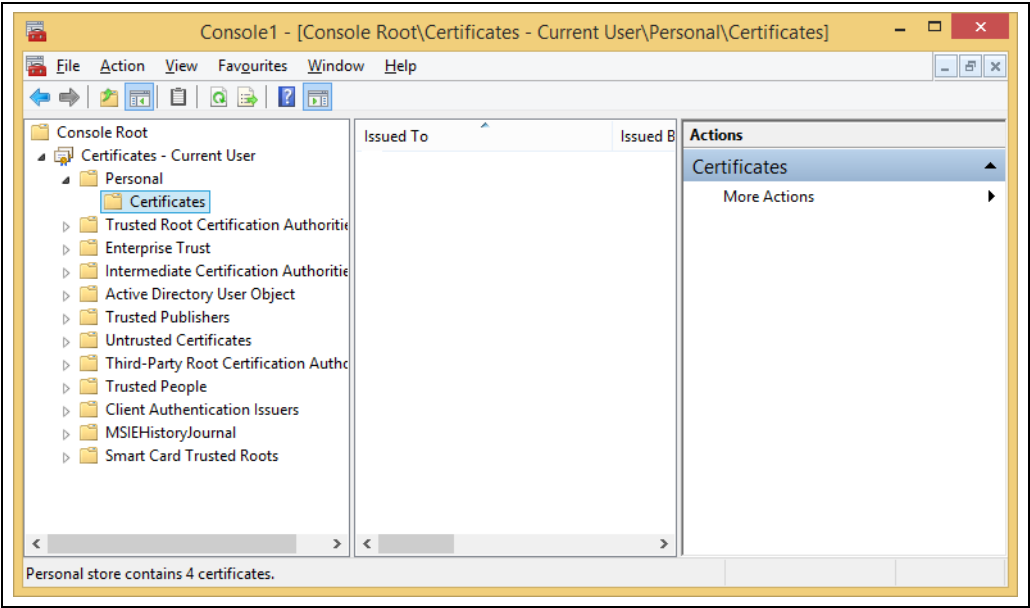 Console1 - [Console Root\Certificates - Current User\Personal\Certificates]
File Action View Favourites Window Help
Console Root
Certificates - Current User
Personal
Certificates
Trusted Root Certification Authoritie
Enterprise Trust
Intermediate Certification Authoritie
Active Directory User Object
Trusted Publishers
Untrusted Certificates
Third-Party Root Certification Autho
Trusted People
Client Authentication Issuers
MSIEHistoryJournal
Smart Card Trusted Roots
Issued To Issued B
Actions
Certificates
More Actions
Personal store contains 4 certificates.